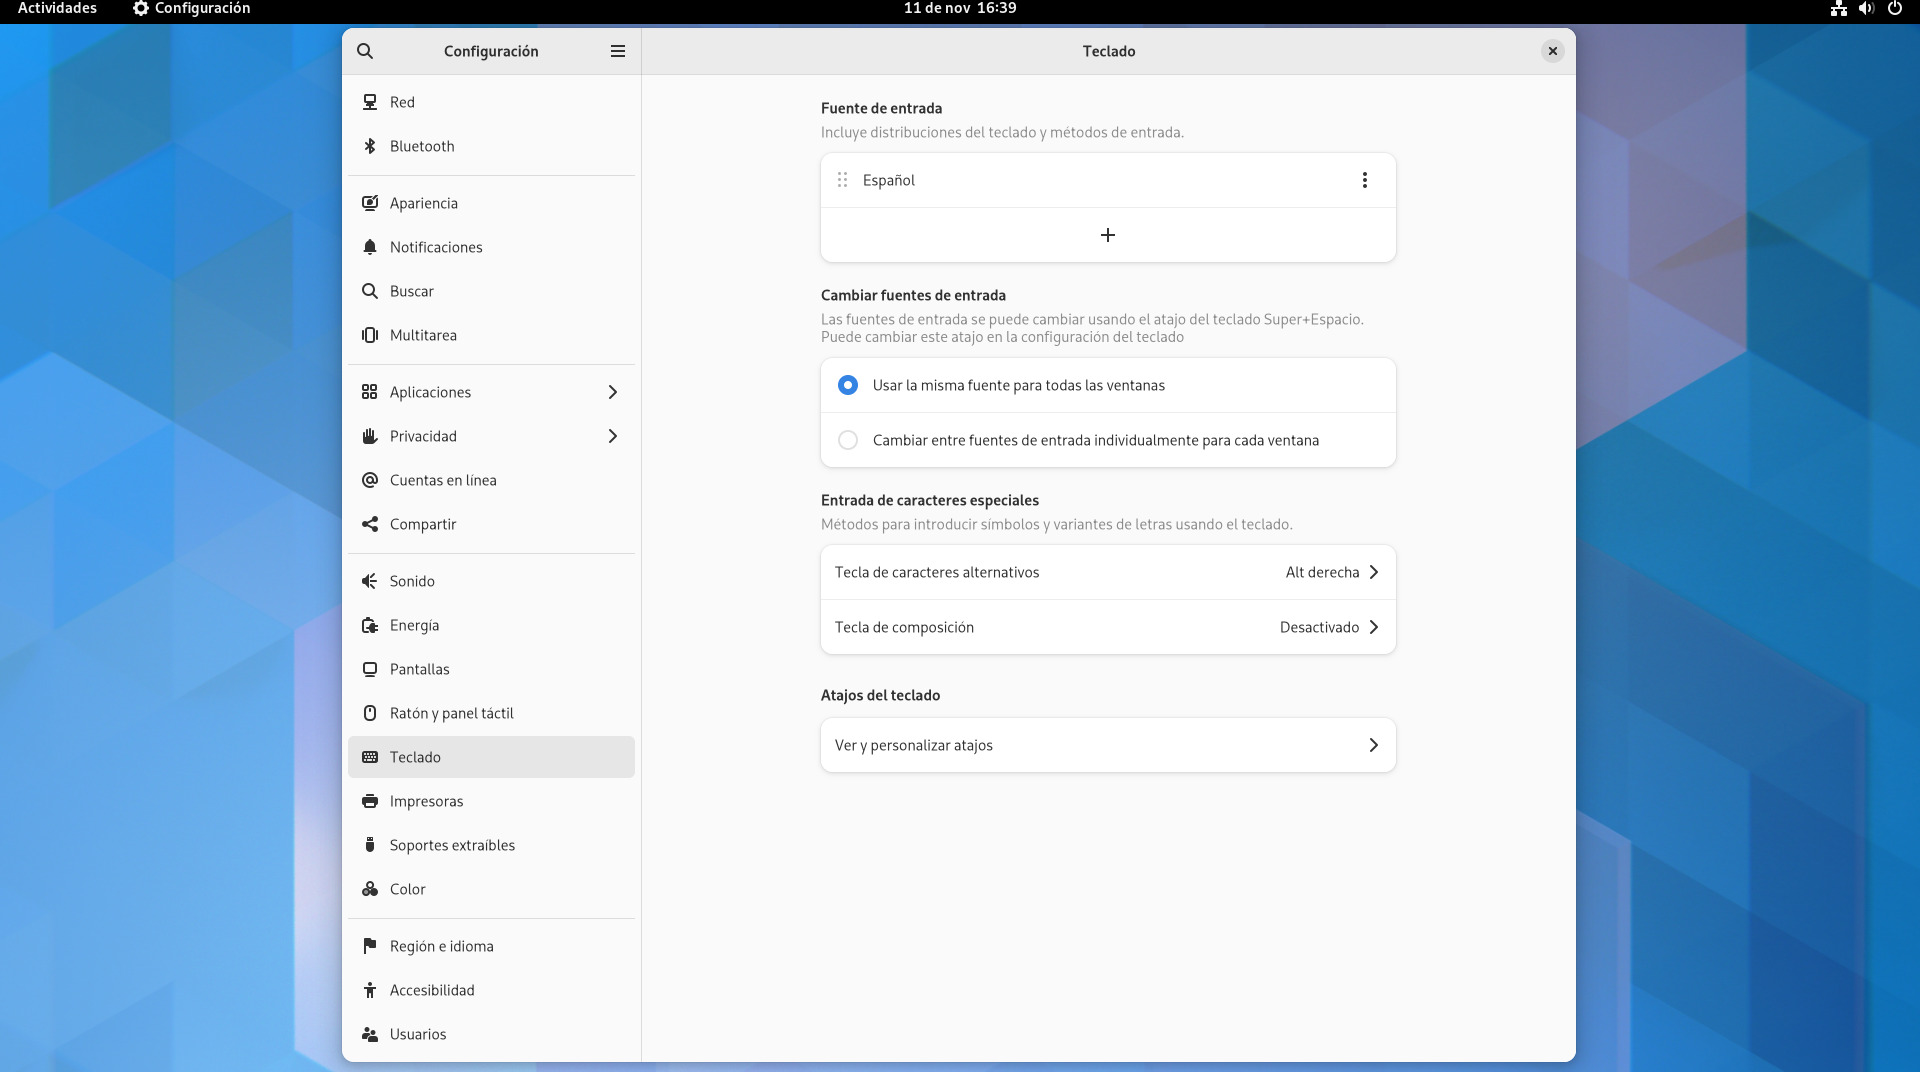 Actividades
Configuración
11 de nov 16:39
Configuración
Teclado
Red
Bluetooth
Apariencia
Notificaciones
Buscar
Multitarea
Aplicaciones
Privacidad
Cuentas en línea
Compartir
Sonido
Energía
Pantallas
Ratón y panel táctil
Teclado
Impresoras
Soportes extraíbles
Color
Región e idioma
Accesibilidad
Usuarios
Fuente de entrada
Incluye distribuciones del teclado y métodos de entrada.
Español
Cambiar fuentes de entrada
Las fuentes de entrada se puede cambiar usando el atajo del teclado Super+Espacio.
Puede cambiar este atajo en la configuración del teclado
Usar la misma fuente para todas las ventanas
Cambiar entre fuentes de entrada individualmente para cada ventana
Entrada de caracteres especiales
Métodos para introducir símbolos y variantes de letras usando el teclado.
Tecla de caracteres alternativos
Alt derecha
Tecla de composición
Desactivado
Atajos del teclado
Ver y personalizar atajos